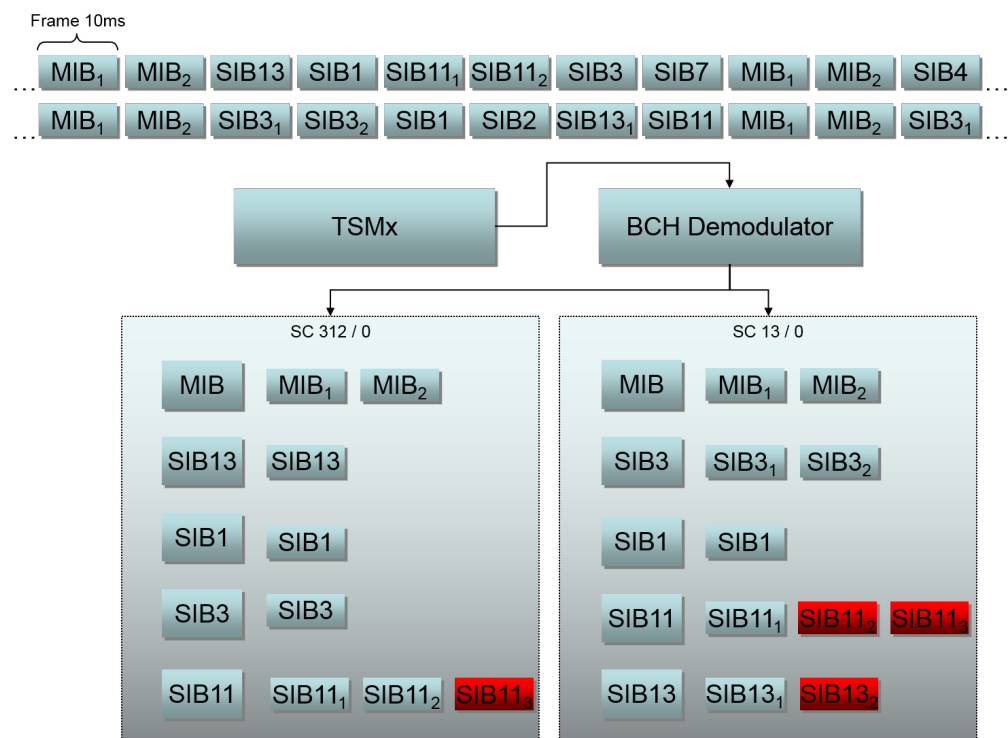 Frame 10ms
... MIB₁ MIB₂ SIB13 SIB1 SIB11₁ SIB11₂ SIB3 SIB7 MIB₁ MIB₂ SIB4 ...
... MIB₁ MIB₂ SIB3₁ SIB3₂ SIB1 SIB2 SIB13₁ SIB11 MIB₁ MIB₂ SIB3₁ ...
TSMx BCH Demodulator
SC 312 / 0
MIB MIB₁ MIB₂
SIB13 SIB13
SIB1 SIB1
SIB3 SIB3
SIB11 SIB11₁ SIB11₂ SIB11₃
SC 13 / 0
MIB MIB₁ MIB₂
SIB3 SIB3₁ SIB3₂
SIB1 SIB1
SIB11 SIB11₁ SIB11₂ SIB11₃
SIB13 SIB13₁ SIB13₂